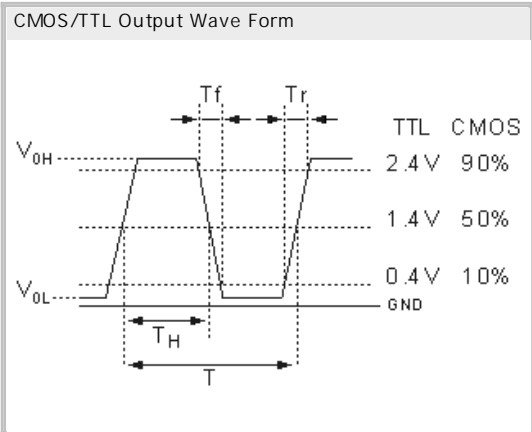 CMOS/TTL Output Wave Form
Tf Tr
TTL CMOS
V0H 2.4V 90%
1.4V 50%
0.4V 10%
V0L GND
TH
T